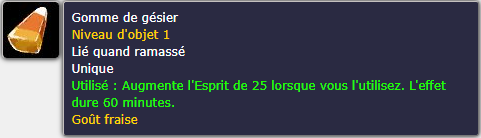 Gomme de gésier
Niveau d'objet 1
Lié quand ramassé
Unique
Utilisé : Augmente l'Esprit de 25 lorsque vous l'utilisez. L'effet
dure 60 minutes.
Goût fraise